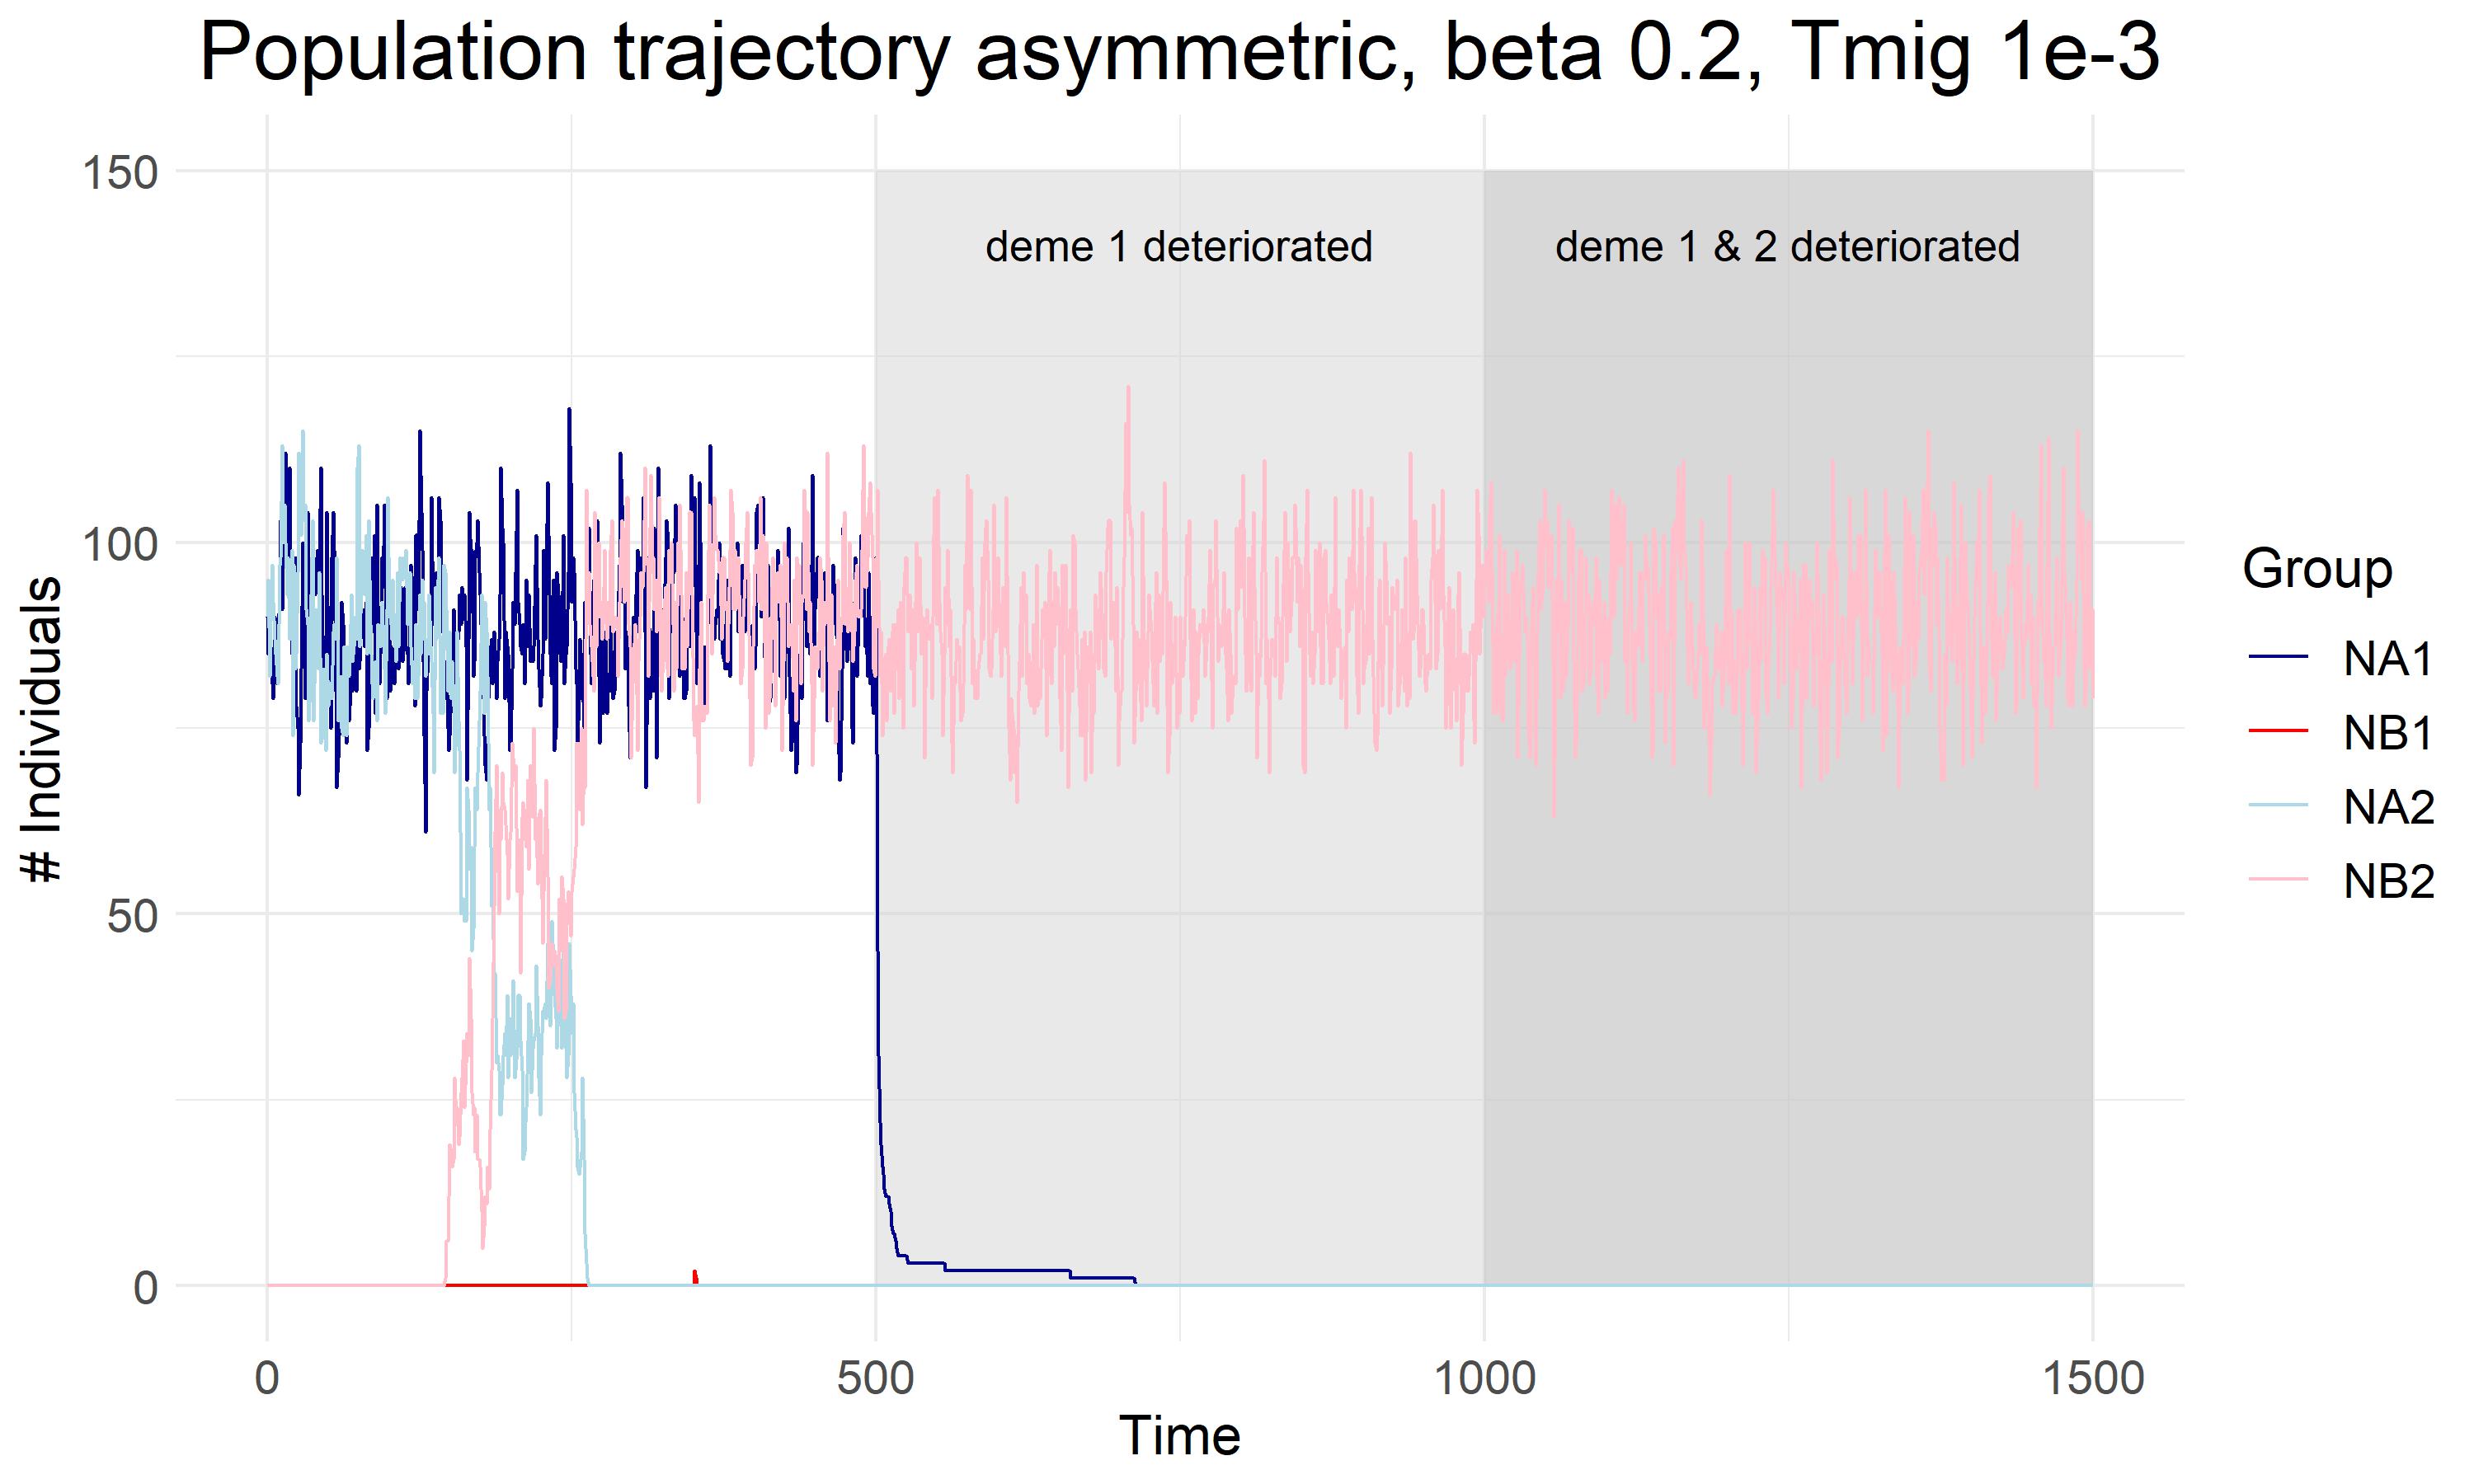 Population trajectory asymmetric, beta 0.2, Tmig 1e-3
150
deme 1 deteriorated
deme 1 & 2 deteriorated
100
50
0
# Individuals
Group
NA1
NB1
NA2
NB2
0
500
1000
1500
Time